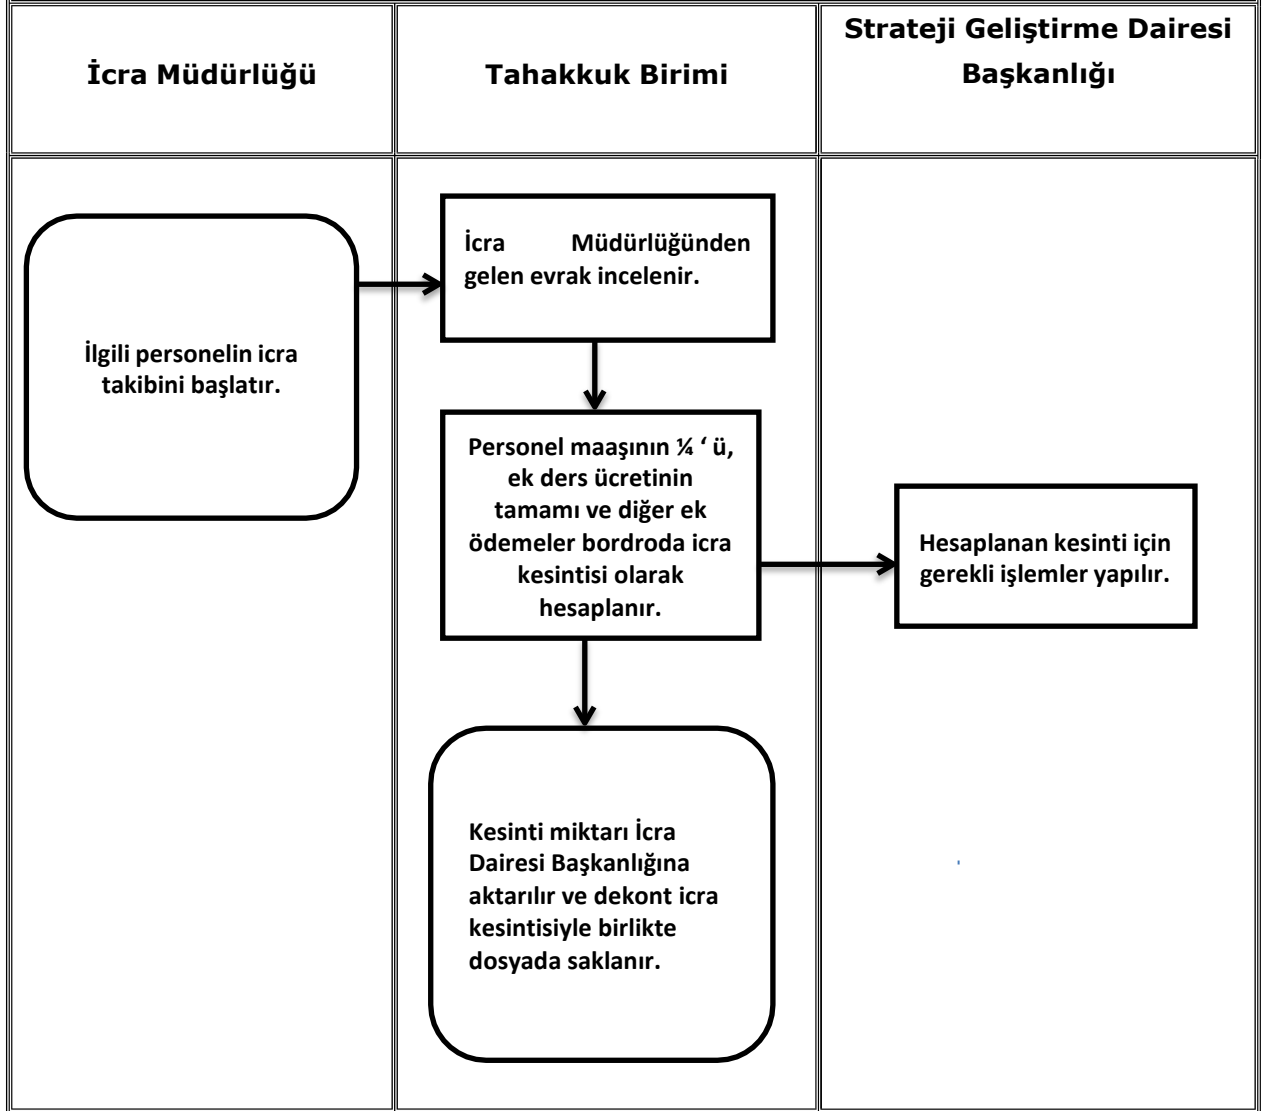 İcra Müdürlüğü
Tahakkuk Birimi
Strateji Geliştirme Dairesi
Başkanlığı
İlgili personelin icra
takibini başlatır.
İcra Müdürlüğünden
gelen evrak incelenir.
Personel maaşının ¼ ‘ ü,
ek ders ücretinin
tamamı ve diğer ek
ödemeler bordroda icra
kesintisi olarak
hesaplanır.
Hesaplanan kesinti için
gerekli işlemler yapılır.
Kesinti miktarı İcra
Dairesi Başkanlığına
aktarılır ve dekont icra
kesintisiyle birlikte
dosyada saklanır.